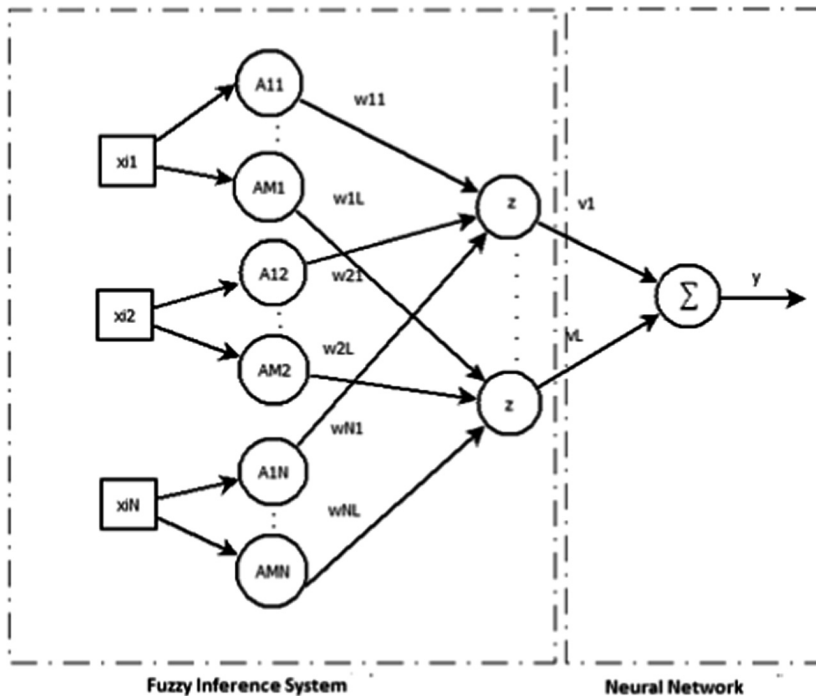 A11
w11
xi1
AM1
w1L
z
v1
A12
w21
xi2
Σ
y
AM2
w2L
vL
z
A1N
wN1
xiN
wNL
AMN
Fuzzy Inference System
Neural Network